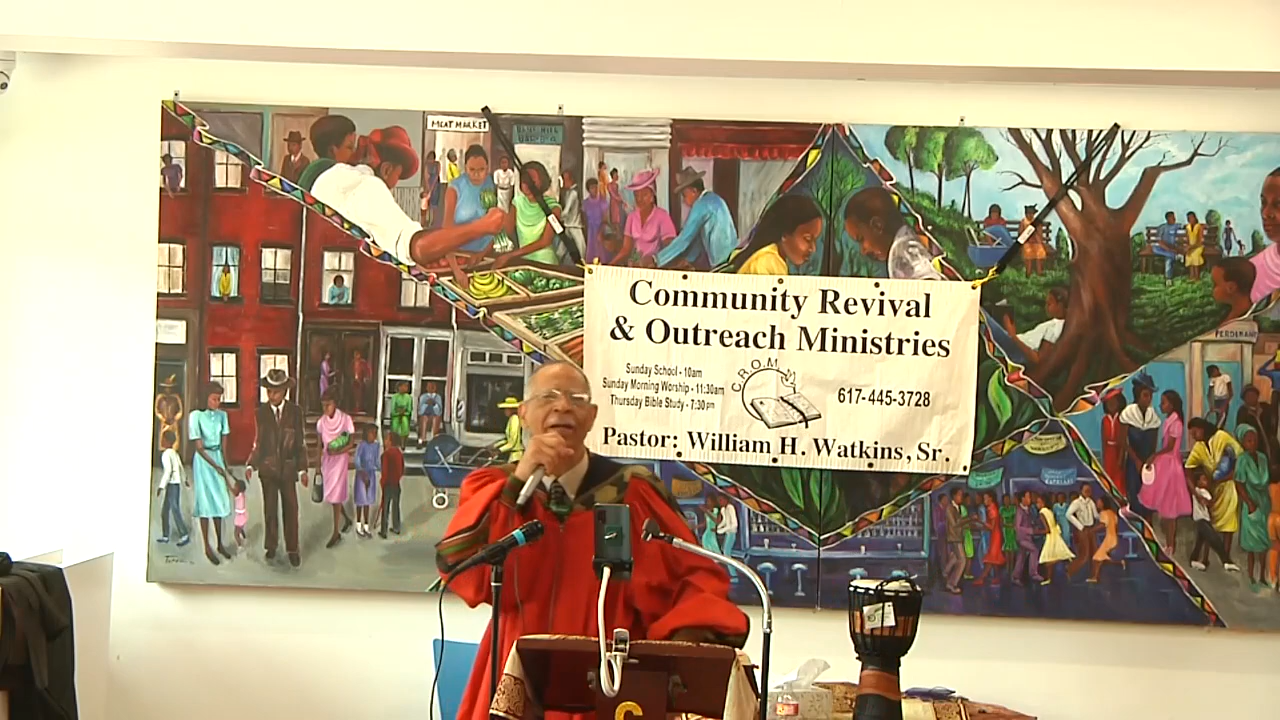 MEAT MARKET
Community Revival
& Outreach Ministries
Sunday School - 10am
Sunday Morning Worship - 11:30am
Thursday Bible Study - 7:30pm
C.R.O.M.
617-445-3728
Pastor: William H. Watkins, Sr.